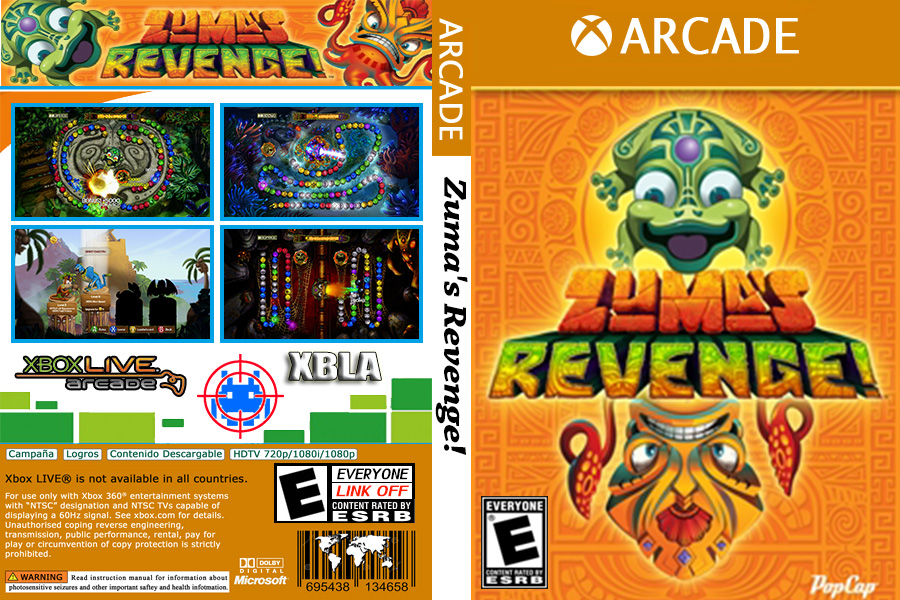 ZUMA'S
REVENGE!
XBOX LIVE
arcade
XBLA
Campaña
Logros
Contenido Descargable
HDTV 720p/1080i/1080p
Xbox LIVE® is not available in all countries.
For use only with Xbox 360® entertainment systems
with “NTSC” designation and NTSC TVs capable of
displaying a 60Hz signal. See xbox.com for details.
Unauthorised coping reverse engineering,
transmission, public performance, rental, pay for
play or circumvention of copy protection is strictly
prohibited.
WARNING Read instruction manual for information about
photosensitive seizures and other important saftey and health infotmation.
E
EVERYONE
LINK OFF
CONTENT RATED BY
ESRB
DOLBY
DIGITAL
Microsoft®
695438 134658
ARCADE
Zuma's Revenge!
ARCADE
ZUMA'S
REVENGE!
EVERYONE
E
CONTENT RATED BY
ESRB
PopCap